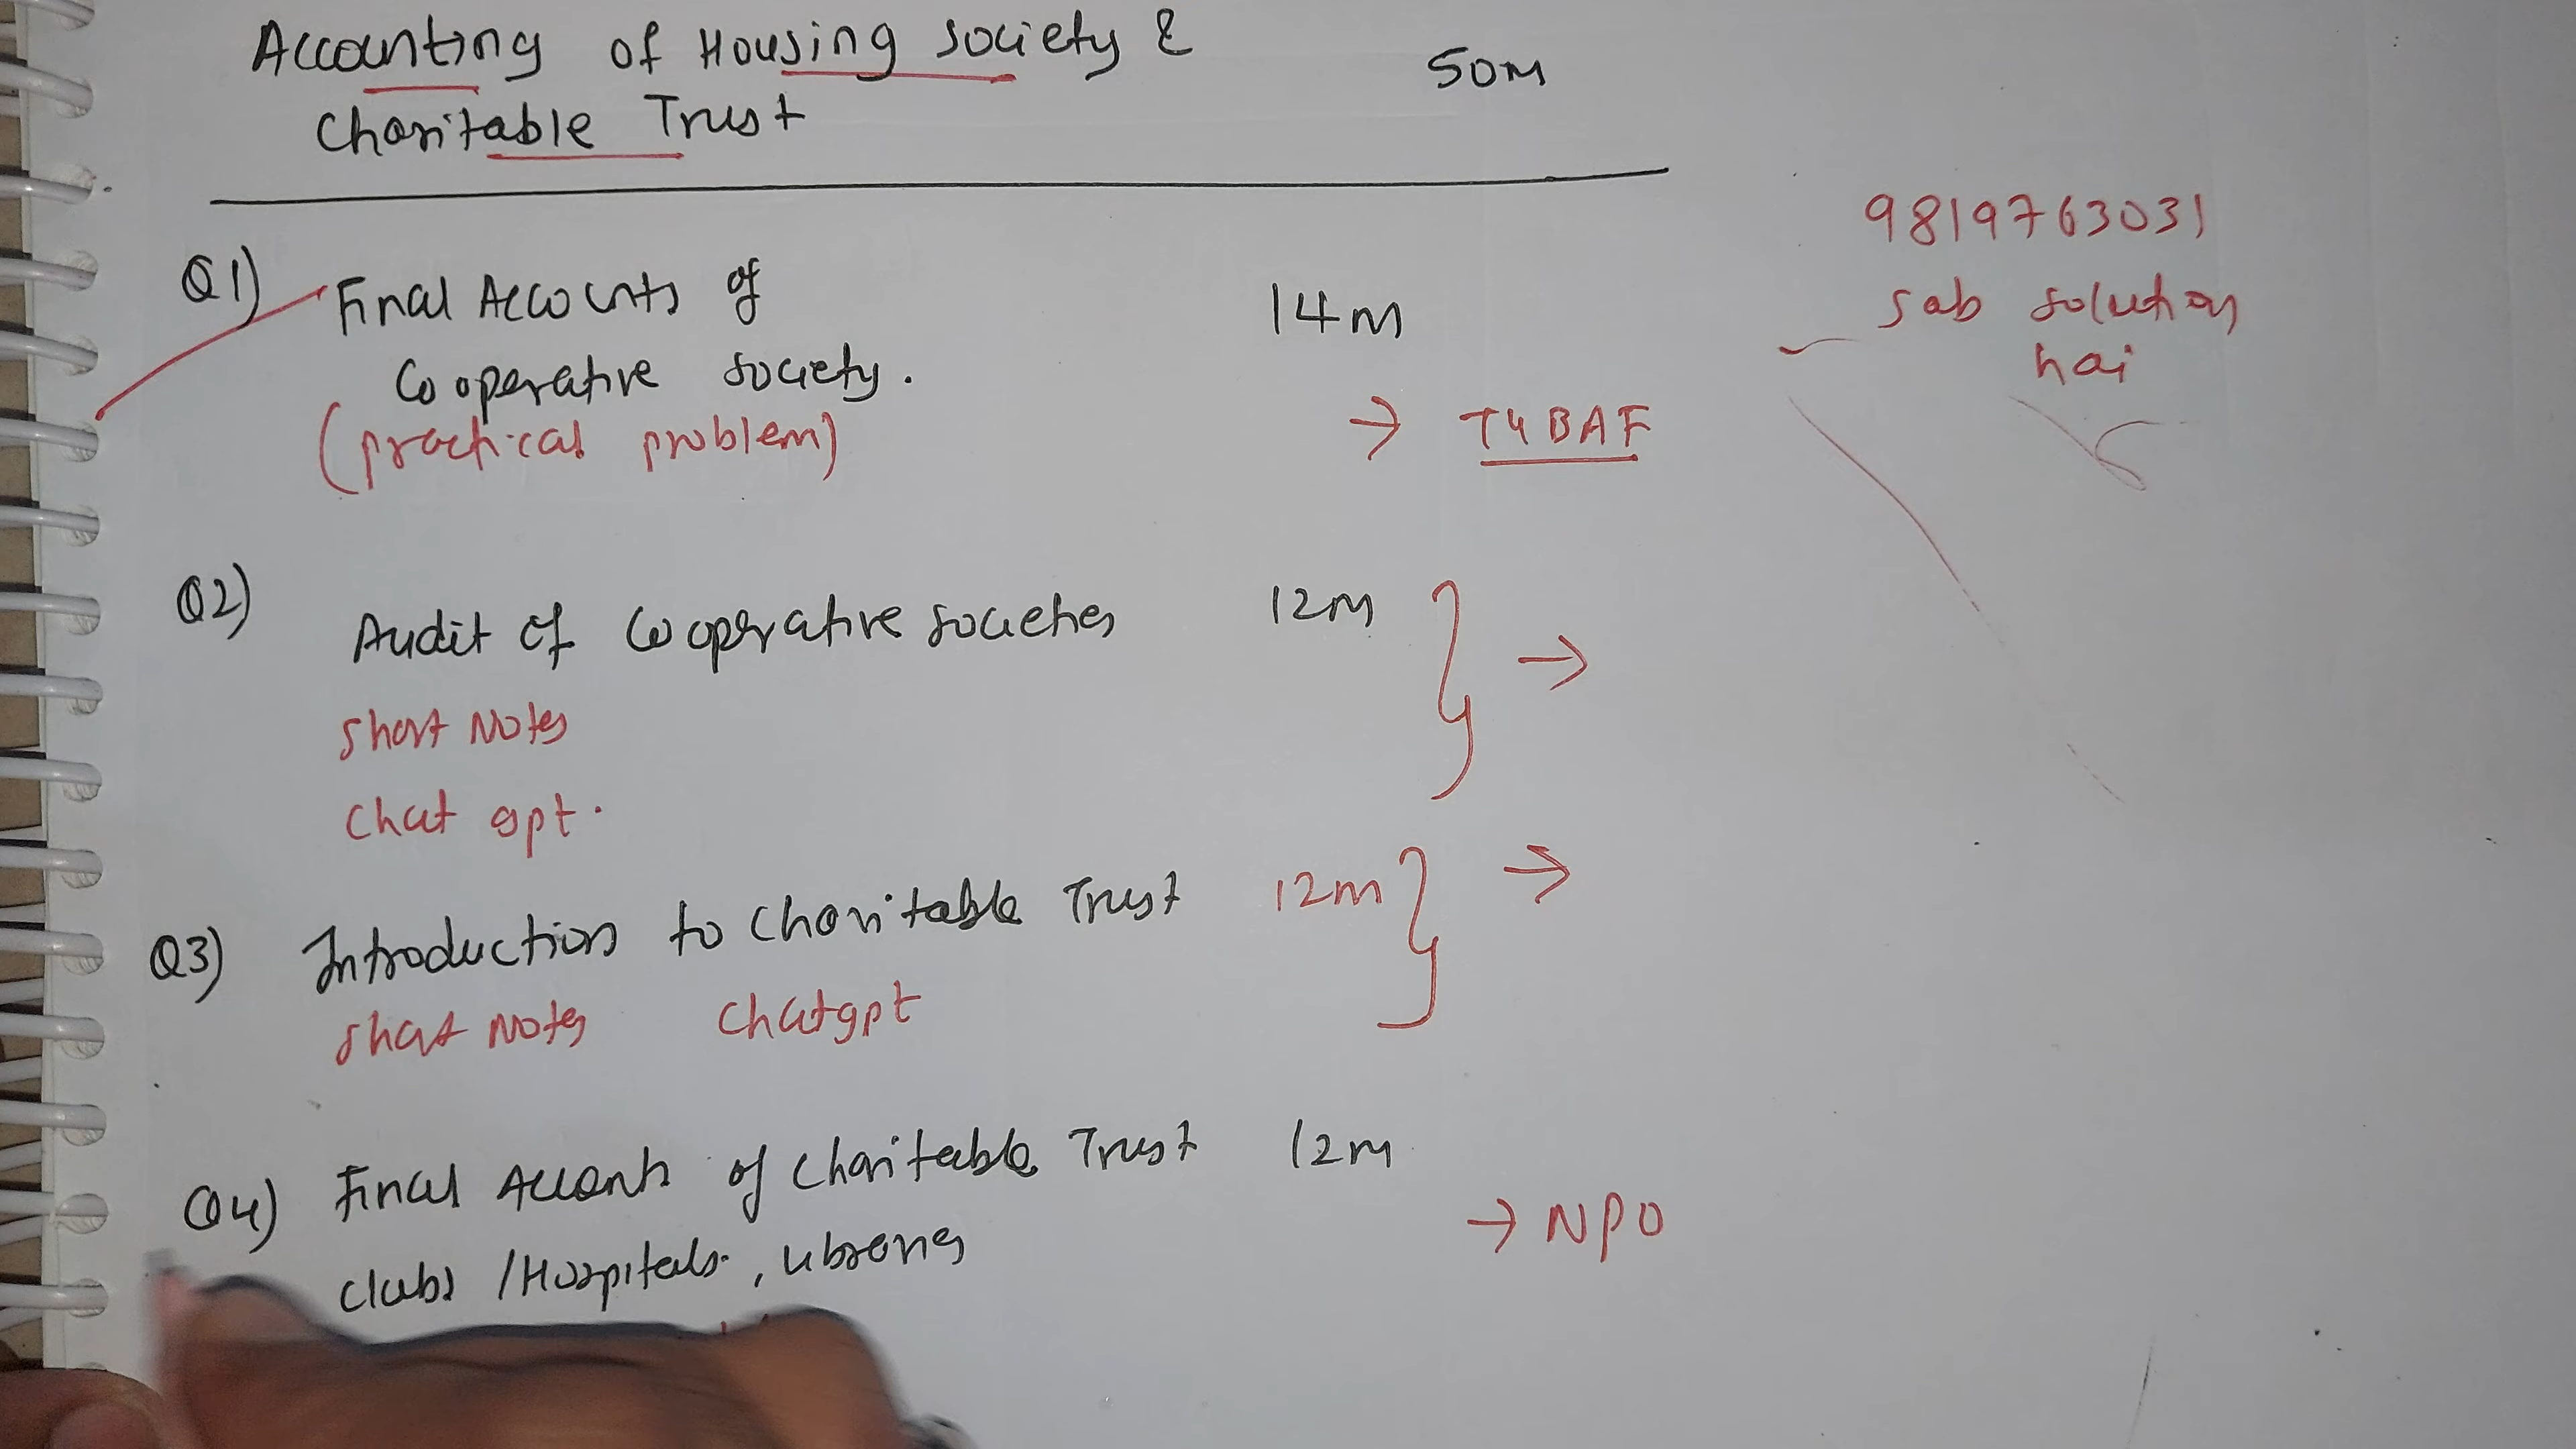 Accounting of Housing society &
Charitable Trust
50m
Q1) Final Accounts of
Cooperative society.
(practical problem)
14m
→ TYBAF
9819763031
sab solution
hai
Q2) Audit of Cooperative societies
12m
→
short Notes
Chat gpt.
Q3) Introduction to Charitable Trust
12m
→
short Notes Chatgpt
Q4) Final Accounts of Charitable Trust
12m
clubs /Hospitals, libraries
→ NPO